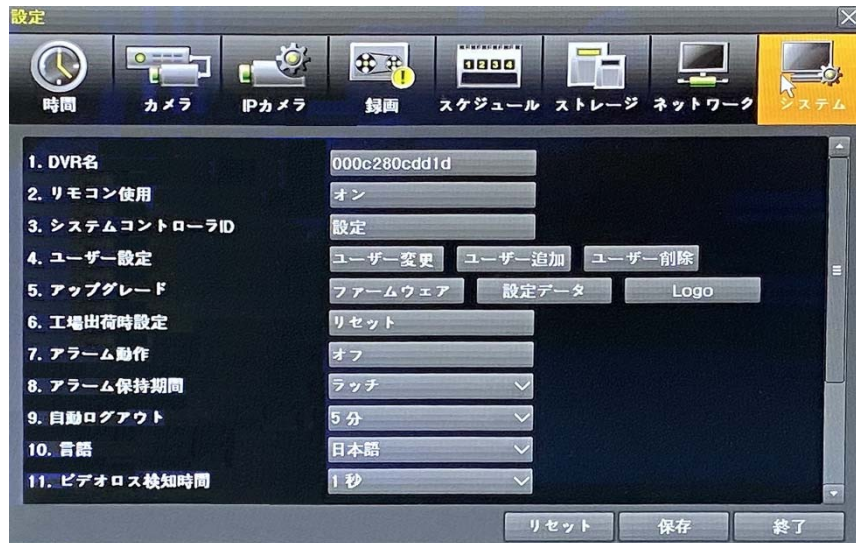 設定
時間 カメラ IPカメラ 録画 スケジュール ストレージ ネットワーク システム
1234
1. DVR名 000c280cdd1d
2. リモコン使用 オン
3. システムコントローラID 設定
4. ユーザー設定 ユーザー変更 ユーザー追加 ユーザー削除
5. アップグレード ファームウェア 設定データ Logo
6. 工場出荷時設定 リセット
7. アラーム動作 オフ
8. アラーム保持期間 ラッチ
9. 自動ログアウト 5 分
10. 言語 日本語
11. ビデオロス検知時間 1 秒
リセット 保存 終了